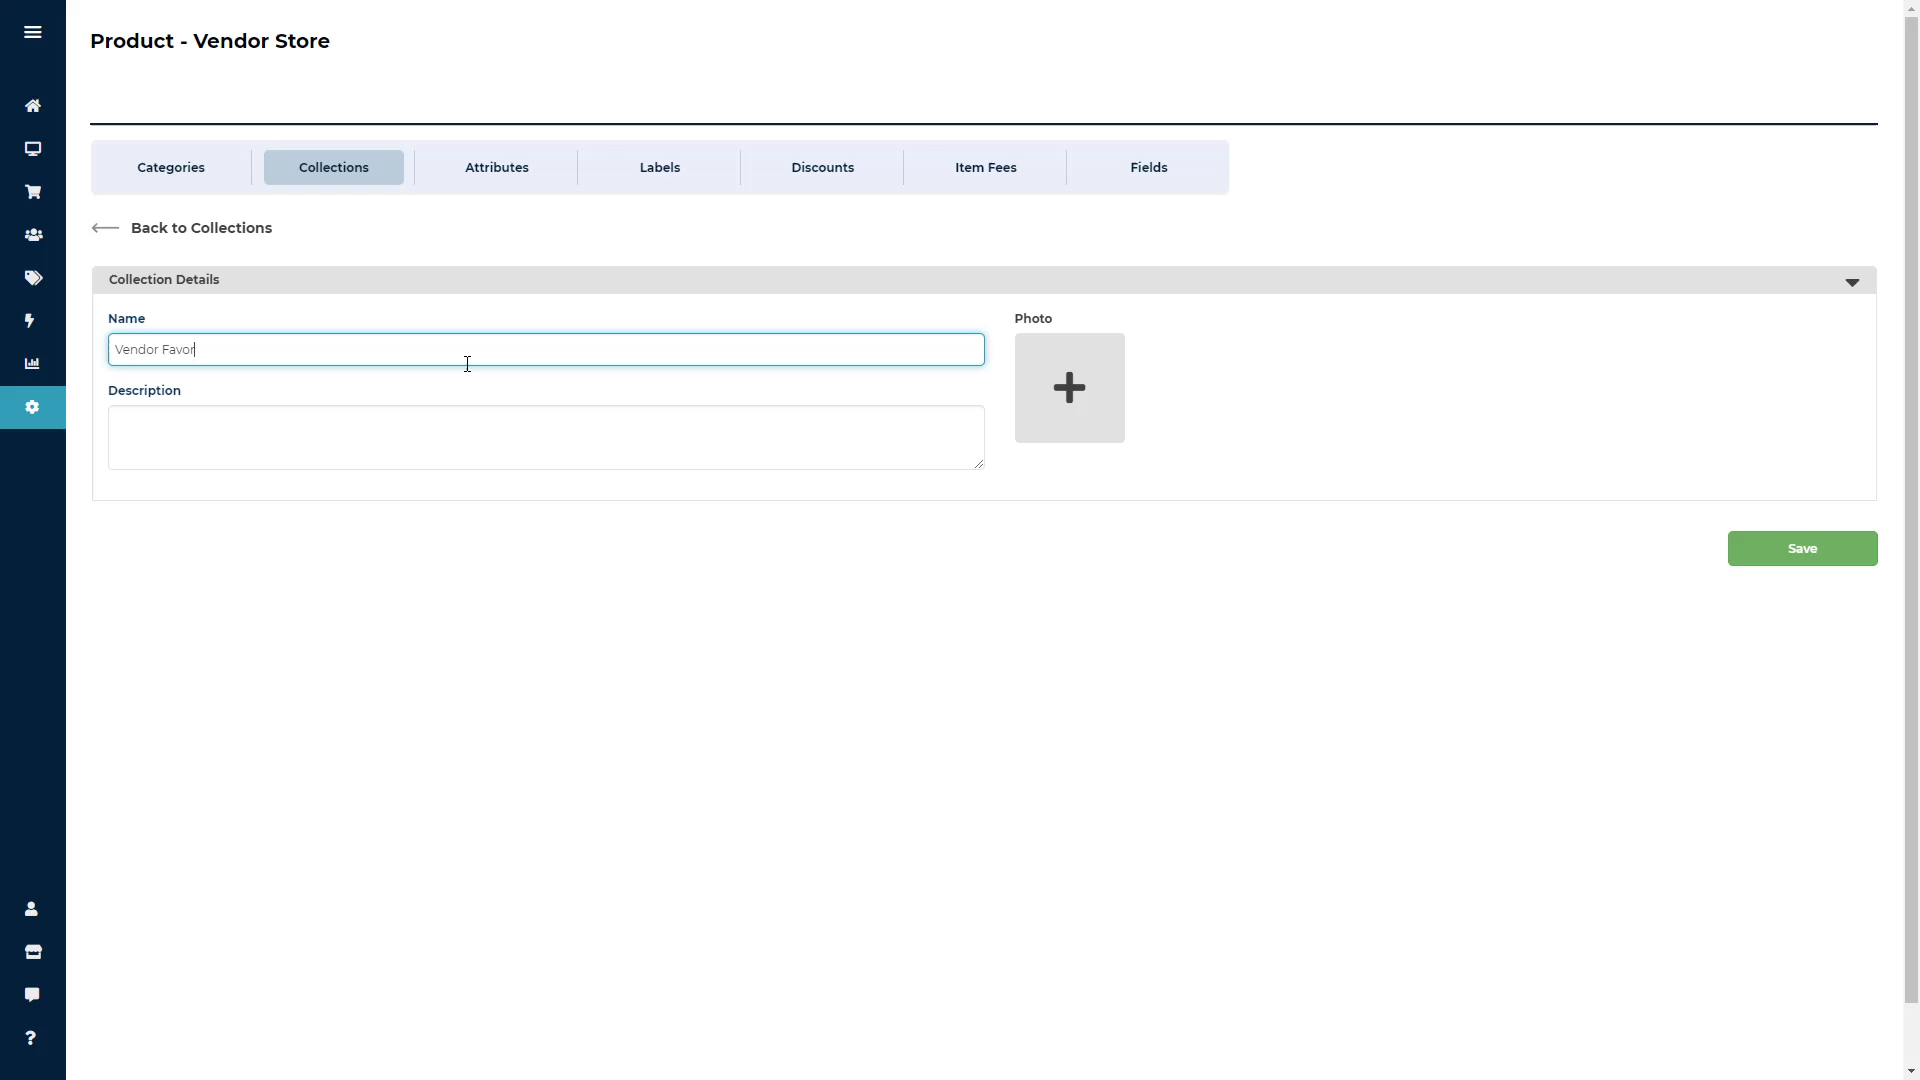 Product - Vendor Store
Categories
Collections
Attributes
Labels
Discounts
Item Fees
Fields
Back to Collections
Collection Details
Name
Photo
Vendor Favor
Description
Save